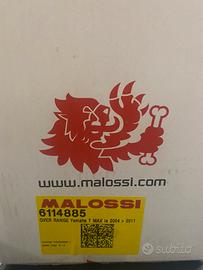 www.malossi.com
MALOSSI
6114885
OVER RANGE Yamaha T MAX ie 2004 > 2011
subito